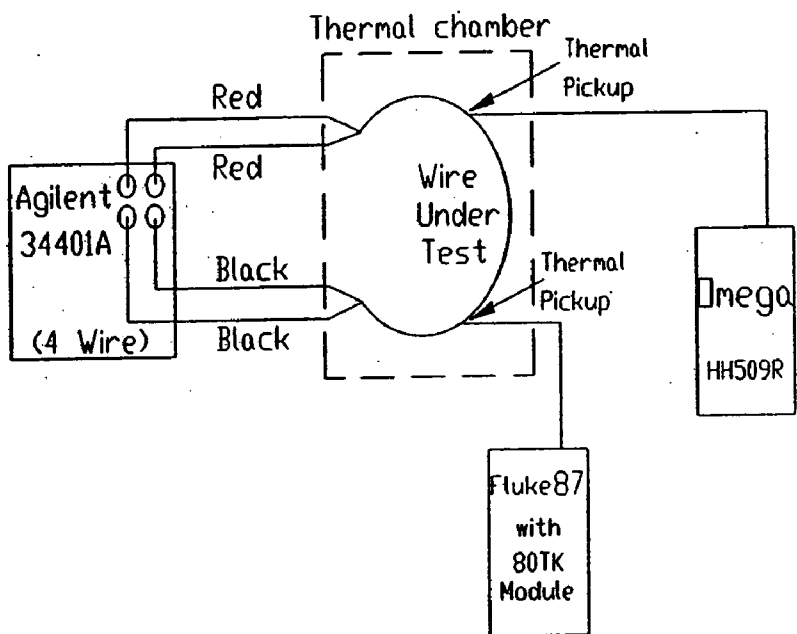 Thermal chamber
Thermal
Pickup
Red
Red
Agilent
34401A
(4 Wire)
Black
Black
Wire
Under
Test
Thermal
Pickup
Omega
HH509R
Fluke87
with
80TK
Module